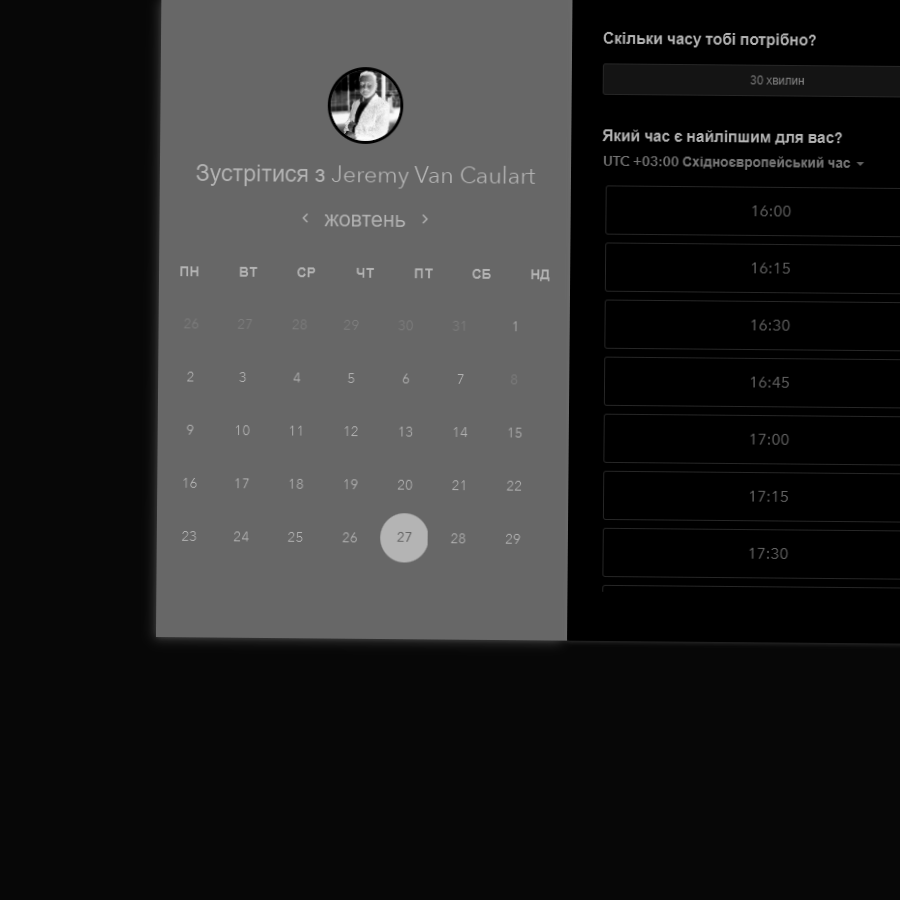 Зустрітися з Jeremy Van Caulart
жовтень
ПН ВТ СР ЧТ ПТ СБ НД
26 27 28 29 30 31 1
2 3 4 5 6 7 8
9 10 11 12 13 14 15
16 17 18 19 20 21 22
23 24 25 26 27 28 29
Скільки часу тобі потрібно?
30 хвилин
Який час є найліпшим для вас?
UTC +03:00 Східноєвропейський час
16:00
16:15
16:30
16:45
17:00
17:15
17:30